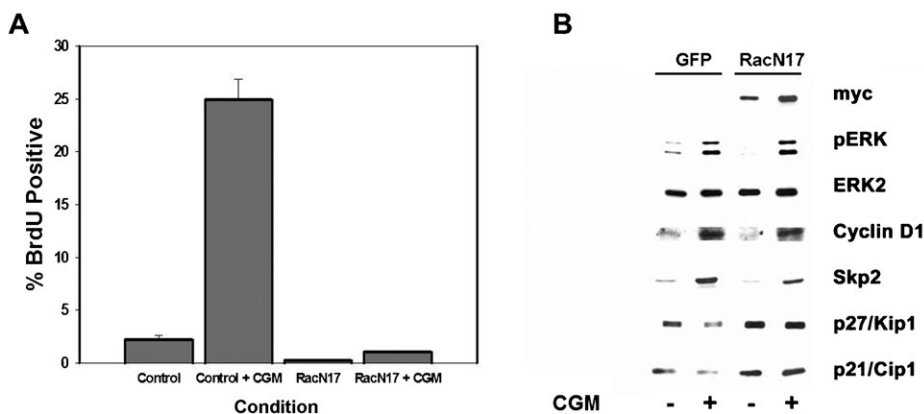 A
30
25
20
15
10
5
0
% BrdU Positive
Control
Control + CGM
RacN17
RacN17 + CGM
Condition
B
GFP RacN17
myc
pERK
ERK2
Cyclin D1
Skp2
p27/Kip1
p21/Cip1
CGM - + - +